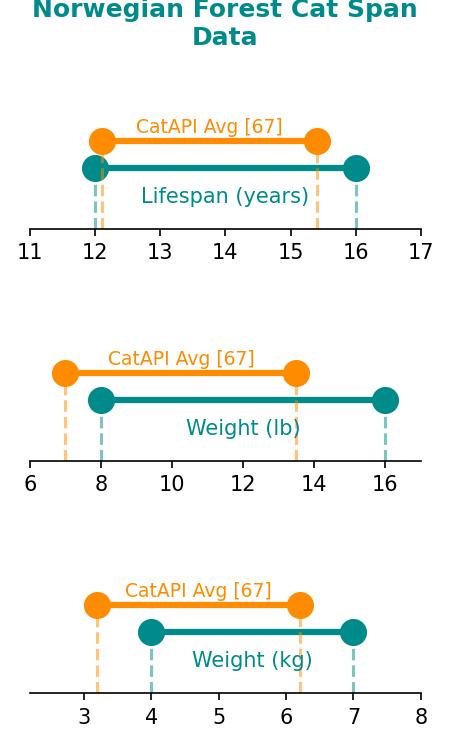 Norwegian Forest Cat Span
Data
CatAPI Avg [67]
Lifespan (years)
11 12 13 14 15 16 17
CatAPI Avg [67]
Weight (lb)
6 8 10 12 14 16
CatAPI Avg [67]
Weight (kg)
3 4 5 6 7 8